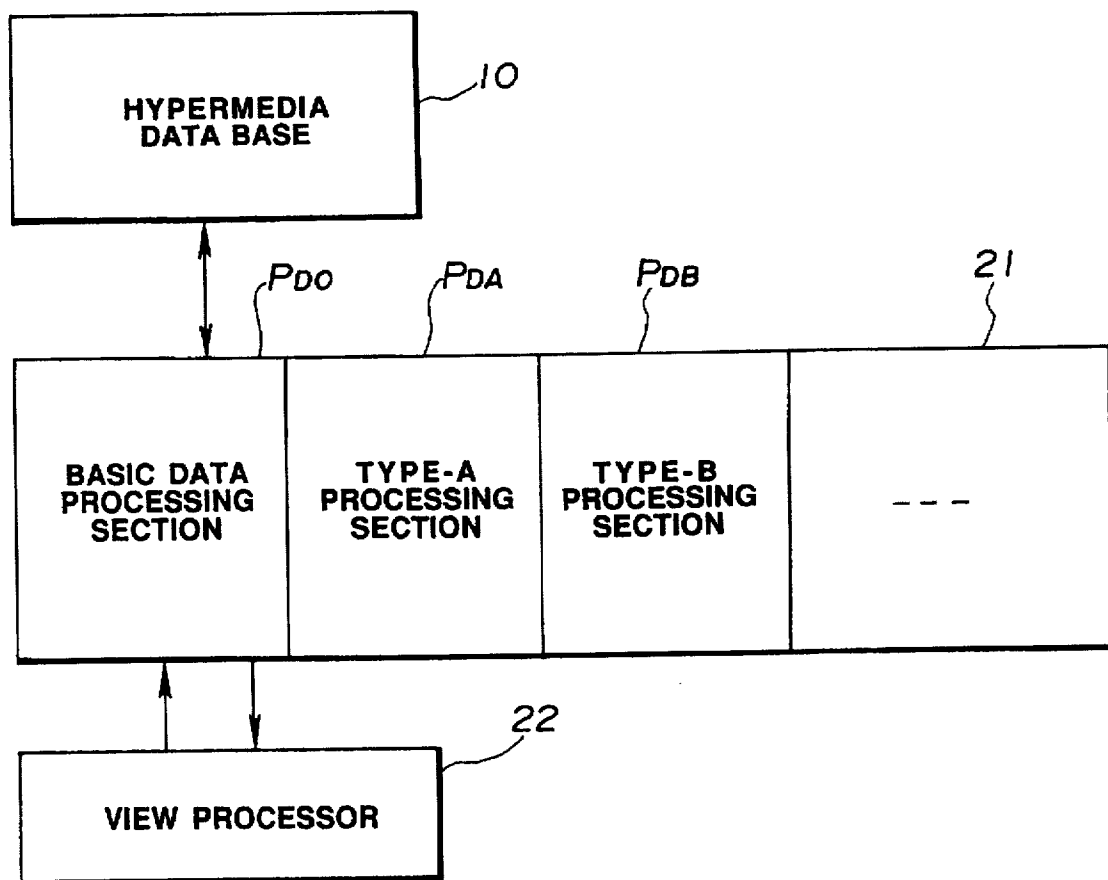 HYPERMEDIA
DATA BASE
10
PDO
PDA
PDB
21
BASIC DATA
PROCESSING
SECTION
TYPE-A
PROCESSING
SECTION
TYPE-B
PROCESSING
SECTION
---
22
VIEW PROCESSOR